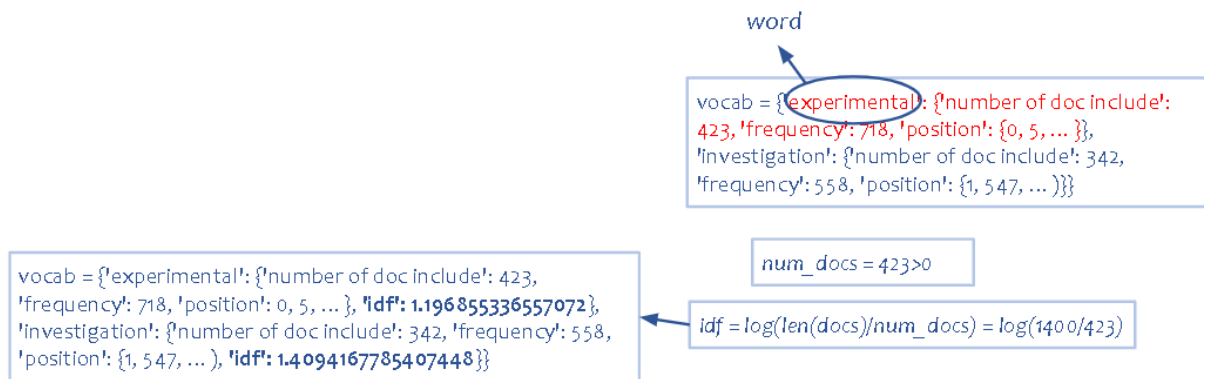 word
vocab = {'experimental': {'number of doc include':
423, 'frequency': 718, 'position': {0, 5, ... }},
'investigation': {'number of doc include': 342,
'frequency': 558, 'position': {1, 547, ... )}}
num_docs = 423>0
vocab = {'experimental': {'number of doc include': 423,
'frequency': 718, 'position': 0, 5, ... }, 'idf': 1.196855336557072},
'investigation': {'number of doc include': 342, 'frequency': 558,
'position': {1, 547, ... ), 'idf': 1.4094167785407448}}
idf = log(len(docs)/num_docs) = log(1400/423)